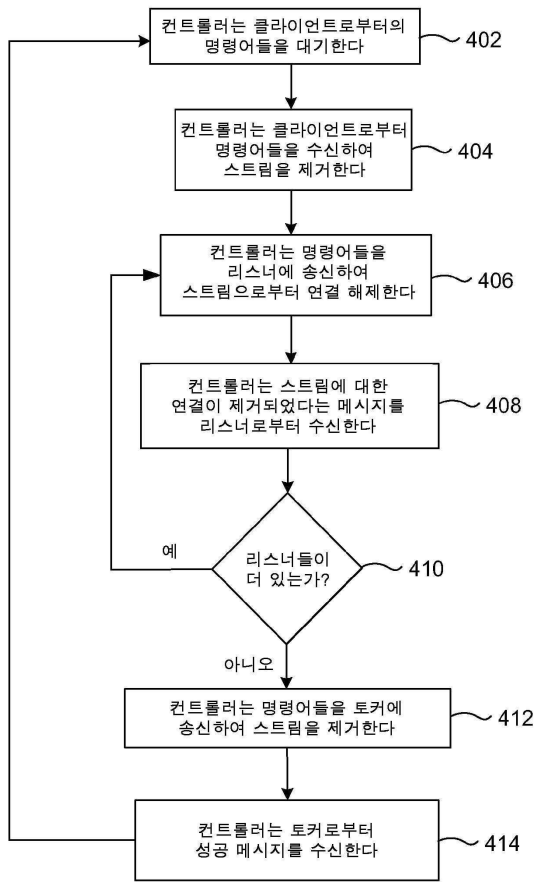 컨트롤러는 클라이언트로부터의
명령어들을 대기한다
402
컨트롤러는 클라이언트로부터
명령어들을 수신하여
스트림을 제거한다
404
컨트롤러는 명령어들을
리스너에 송신하여
스트림으로부터 연결 해제한다
406
컨트롤러는 스트림에 대한
연결이 제거되었다는 메시지를
리스너로부터 수신한다
408
예
리스너들이
더 있는가?
410
아니오
컨트롤러는 명령어들을 토커에
송신하여 스트림을 제거한다
412
컨트롤러는 토커로부터
성공 메시지를 수신한다
414